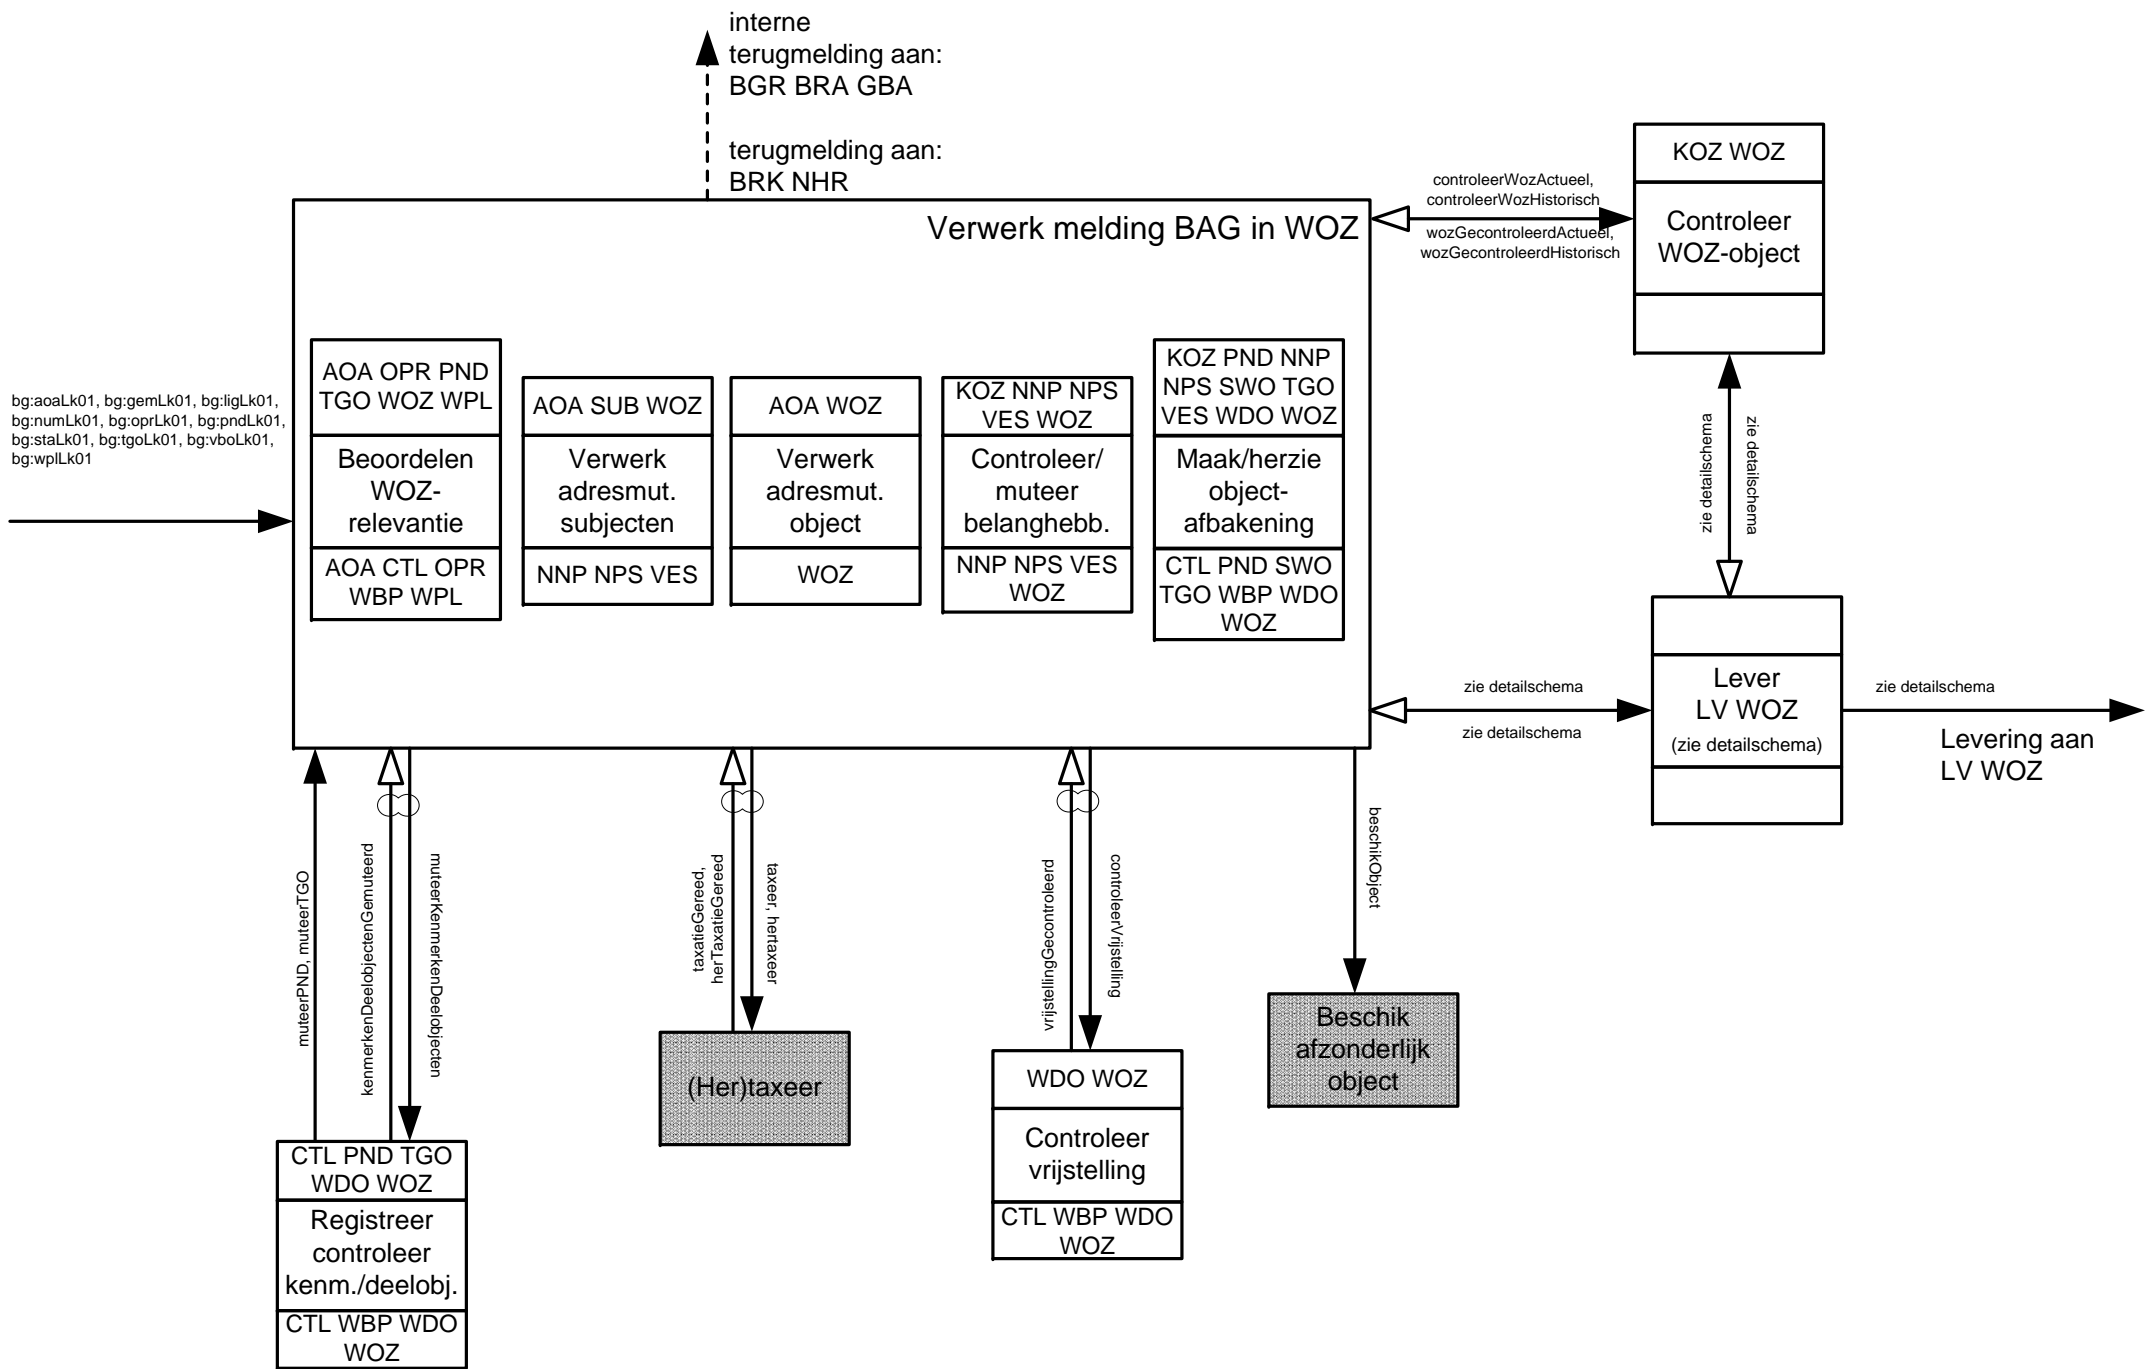 interne
terugmelding aan:
BGR BRA GBA
terugmelding aan:
BRK NHR
KOZ WOZ
Controleer
WOZ-object
controleerWozActueel,
controleerWozHistorisch
wozGecontroleerdActueel,
wozGecontroleerdHistorisch
Verwerk melding BAG in WOZ
bg:aoaLk01, bg:gemLk01, bg:ligLk01,
bg:numLk01, bg:oprLk01, bg:pndLk01,
bg:staLk01, bg:tgoLk01, bg:vboLk01,
bg:wplLk01
AOA OPR PND
TGO WOZ WPL
Beoordelen
WOZ-
relevantie
AOA CTL OPR
WBP WPL
AOA SUB WOZ
Verwerk
adresmut.
subjecten
NNP NPS VES
AOA WOZ
Verwerk
adresmut.
object
WOZ
KOZ NNP NPS
VES WOZ
Controleer/
muteer
belanghebb.
NNP NPS VES
WOZ
KOZ PND NNP
NPS SWO TGO
VES WDO WOZ
Maak/herzie
object-
afbakening
CTL PND SWO
TGO WBP WDO
WOZ
zie detailschema
zie detailschema
zie detailschema
zie detailschema
Lever
LV WOZ
(zie detailschema)
zie detailschema
Levering aan
LV WOZ
muteerPND, muteerTGO
kenmerkenDeelobjectenGemuteerd
muteerKenmerkenDeelobjecten
taxatieGereed,
herTaxatieGereed
taxeer, hertaxeer
vrijstellingGecontroleerd
controleerVrijstelling
beschikObject
Beschik
afzonderlijk
object
(Her)taxeer
WDO WOZ
Controleer
vrijstelling
CTL WBP WDO
WOZ
CTL PND TGO
WDO WOZ
Registreer
controleer
kenm./deelobj.
CTL WBP WDO
WOZ